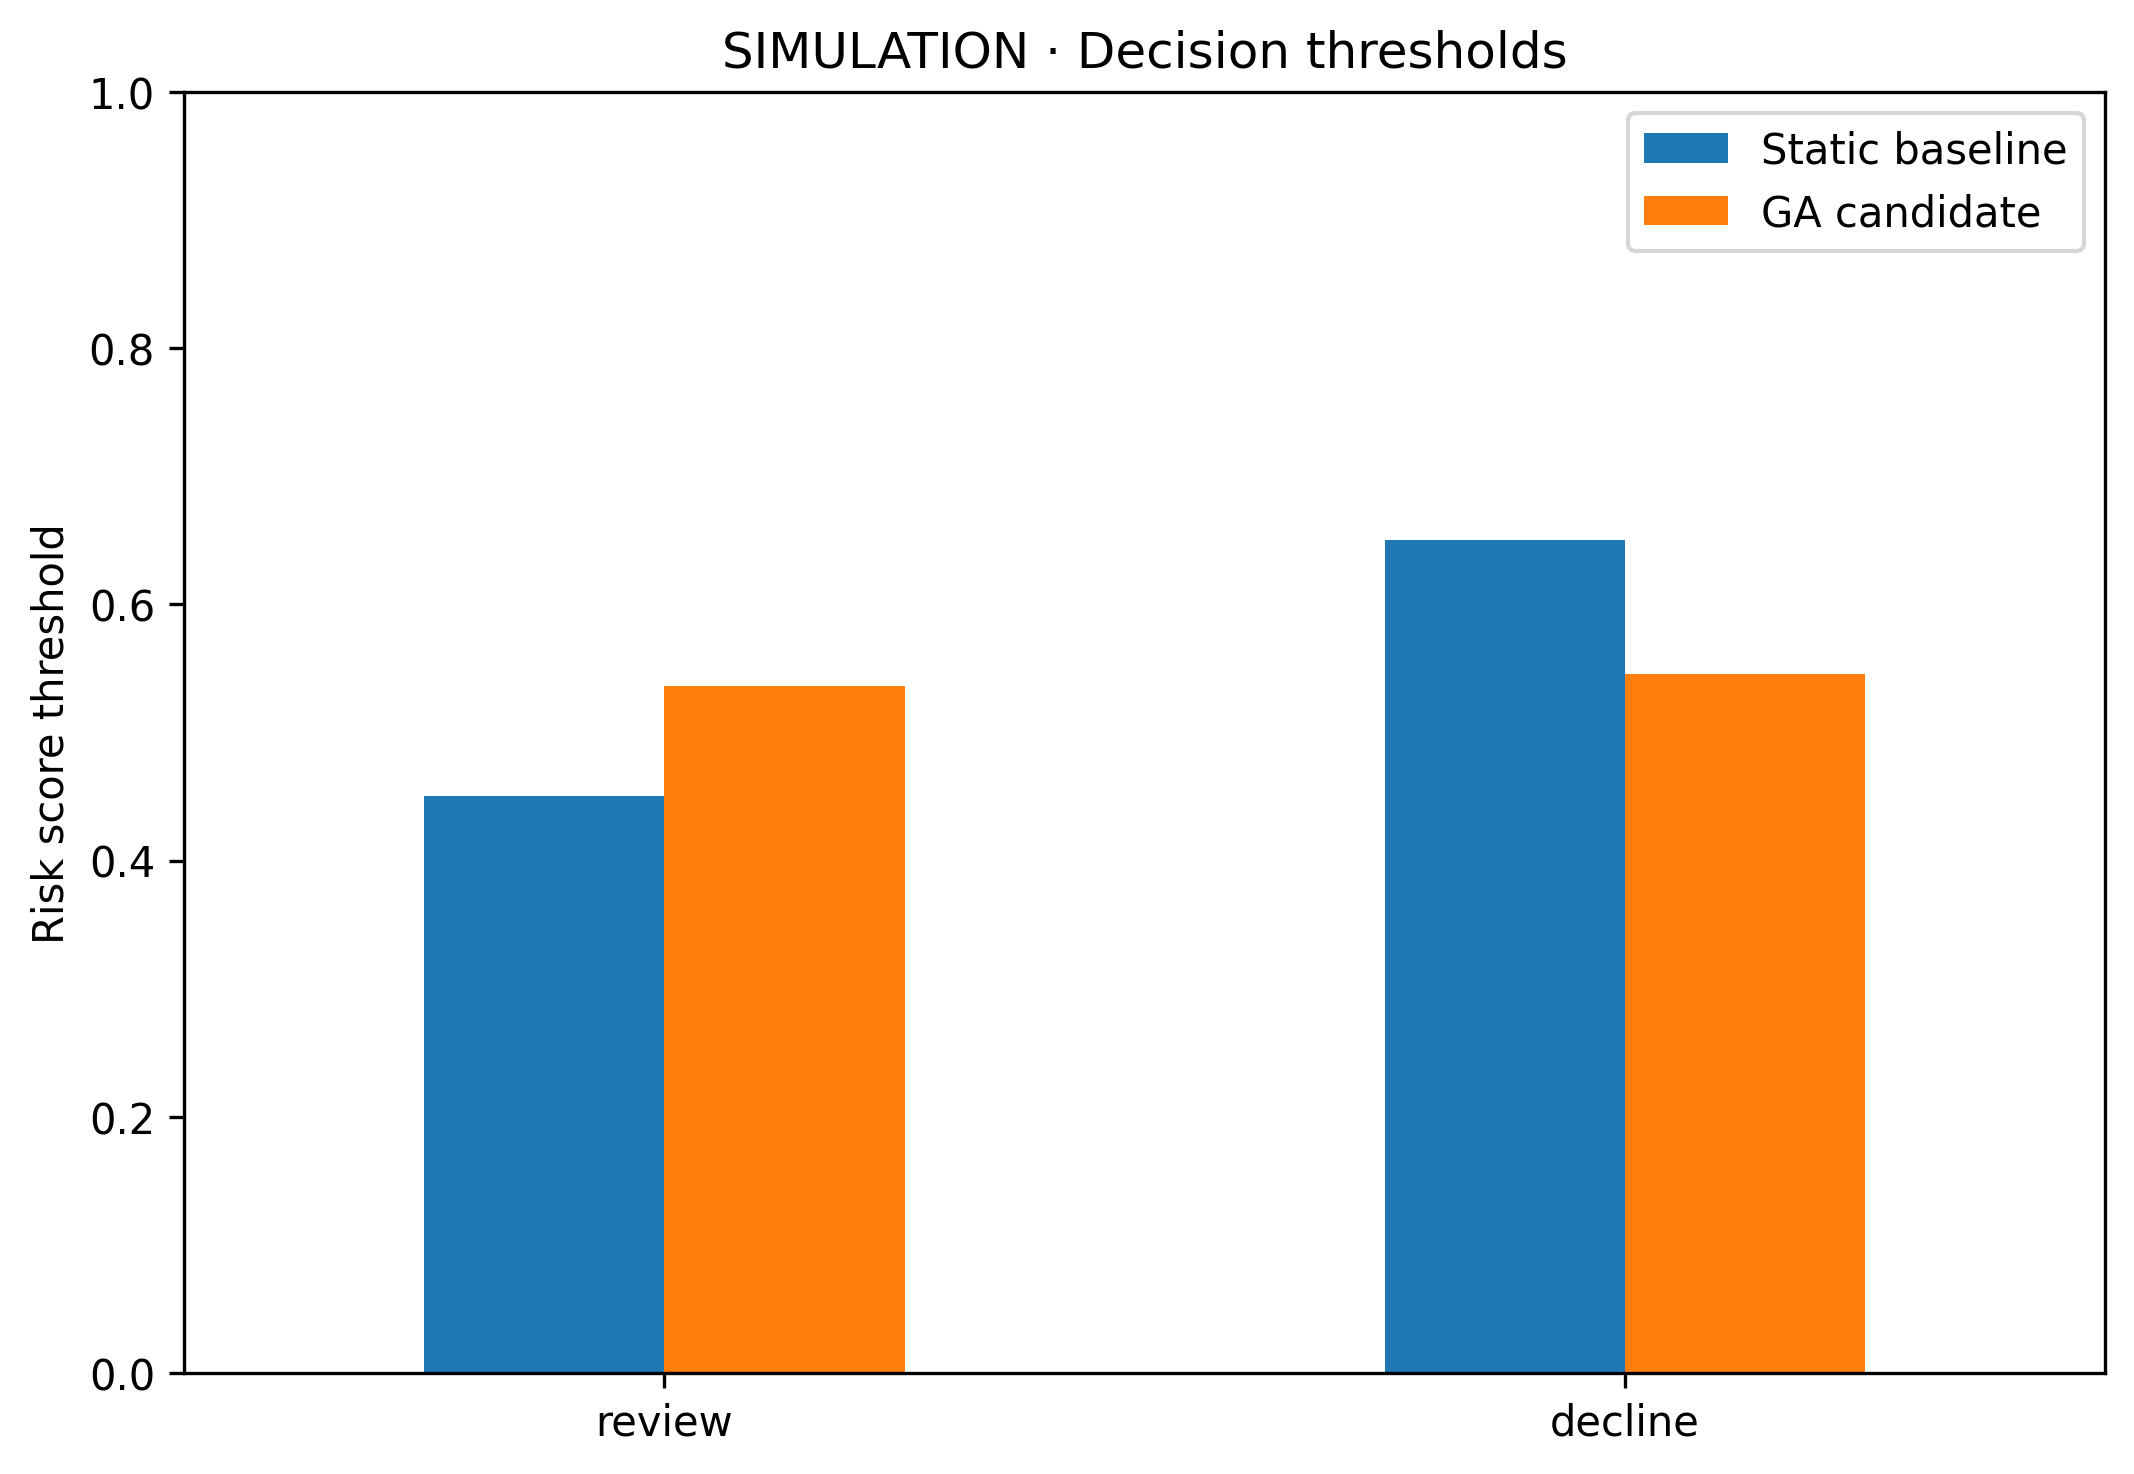 SIMULATION · Decision thresholds
Static baseline
GA candidate
Risk score threshold
1.0
0.8
0.6
0.4
0.2
0.0
review
decline